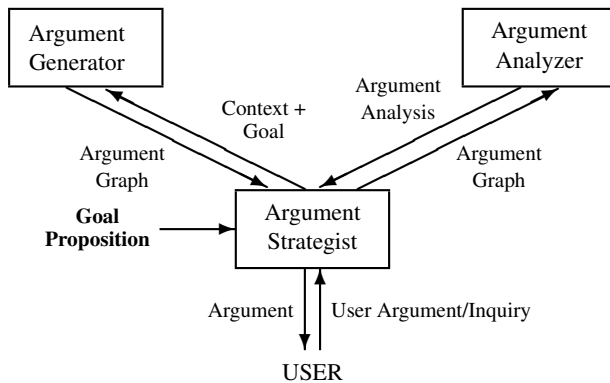 Argument
Generator
Argument
Analyzer
Context +
Goal
Argument
Analysis
Argument
Graph
Argument
Graph
Goal
Proposition
Argument
Strategist
Argument
User Argument/Inquiry
USER